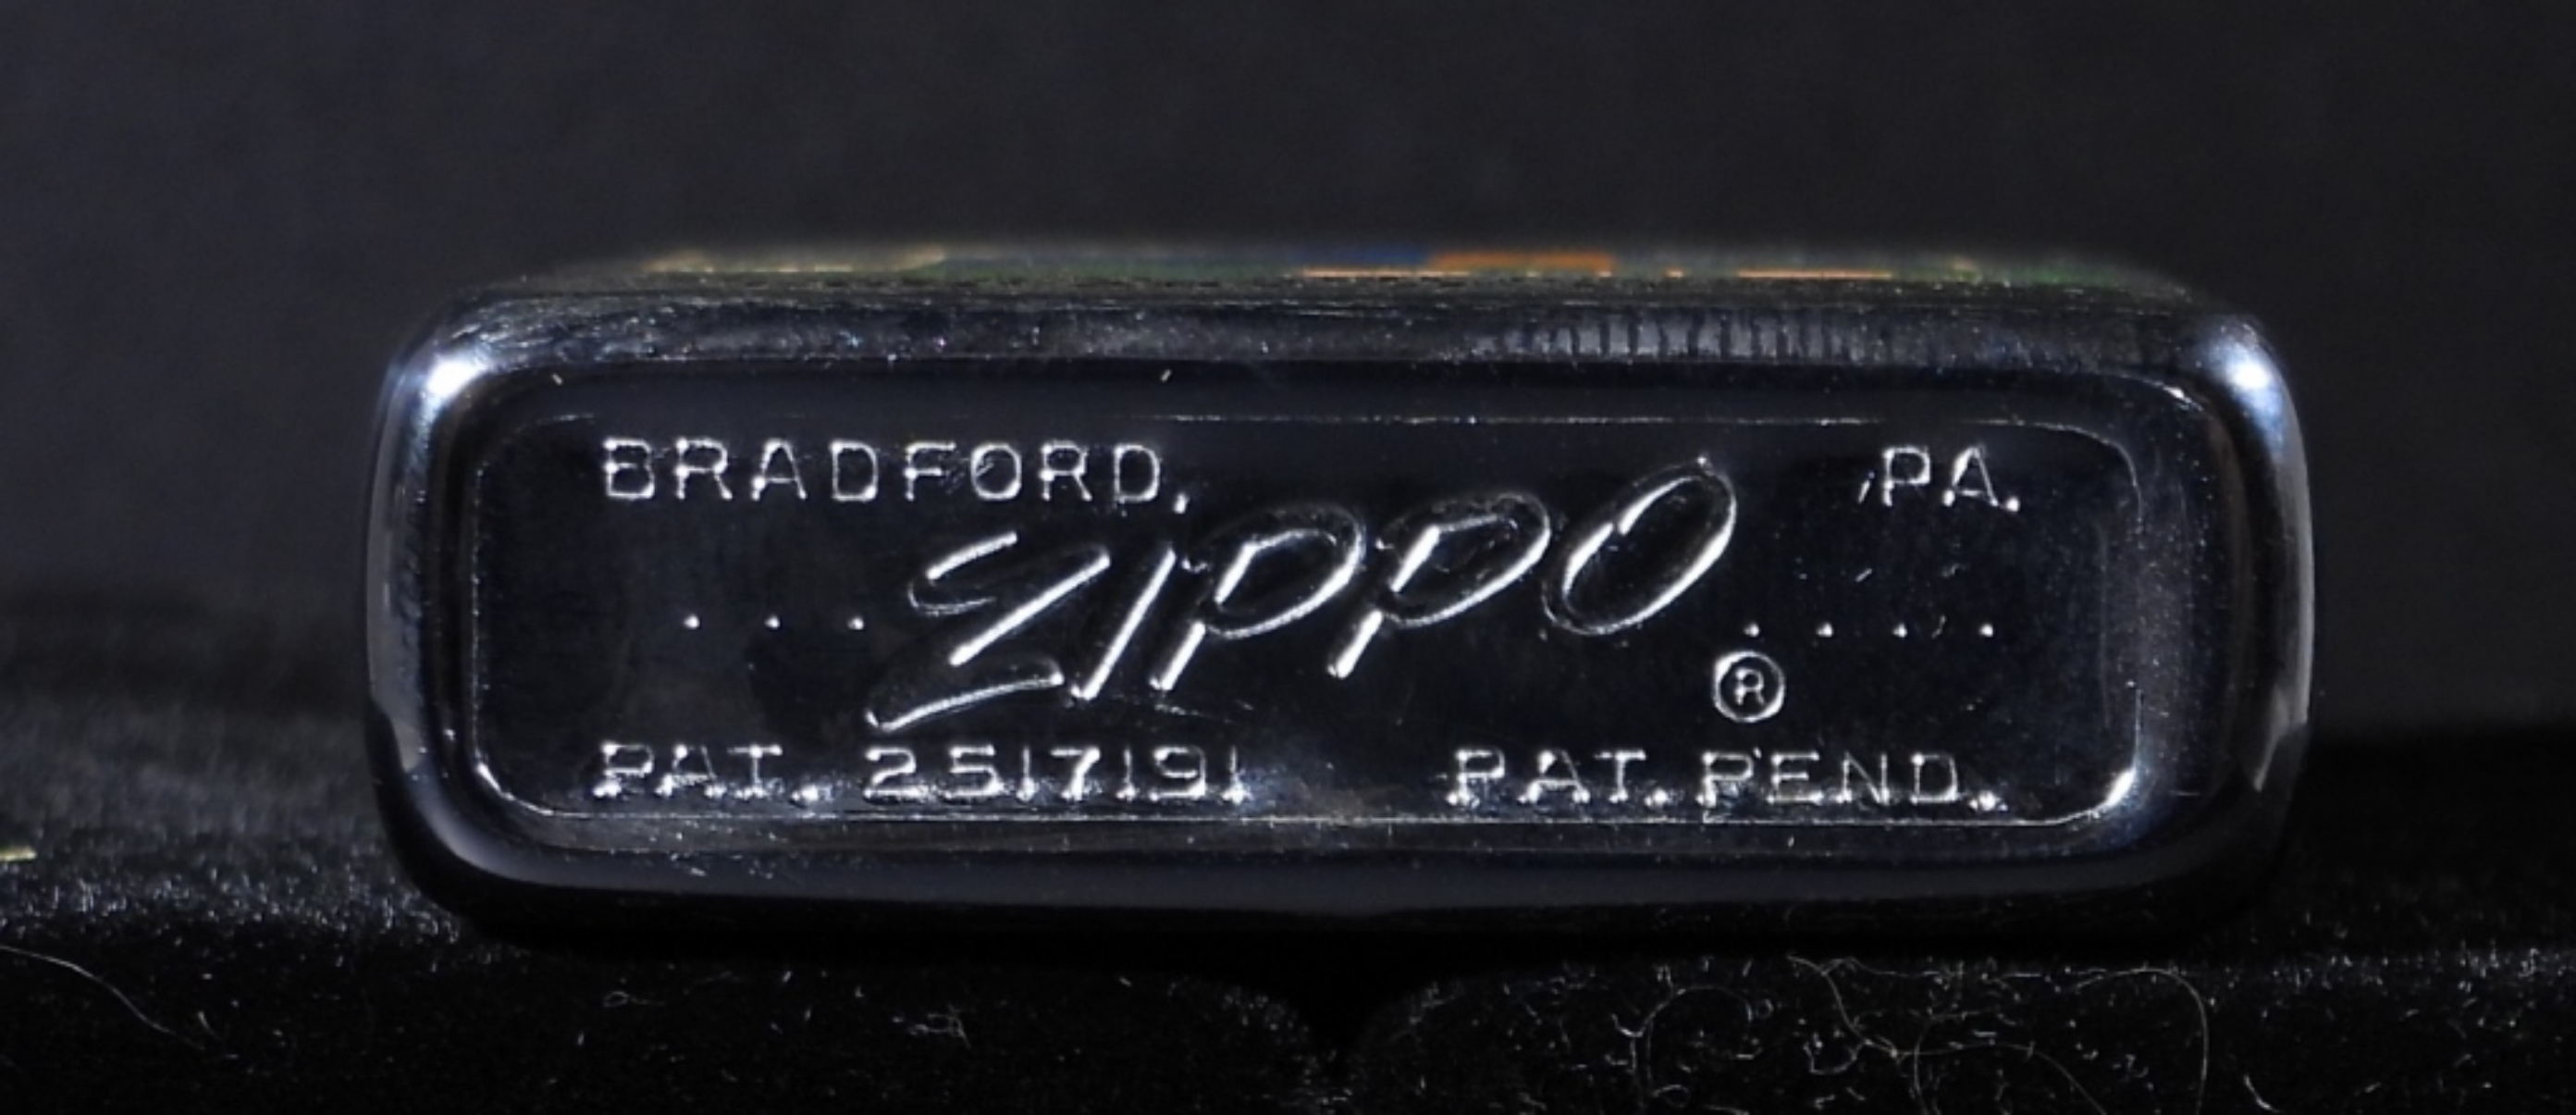 BRADFORD, PA.
... ZIPPO ....
®
PAT. 2517191 PAT. PEND.